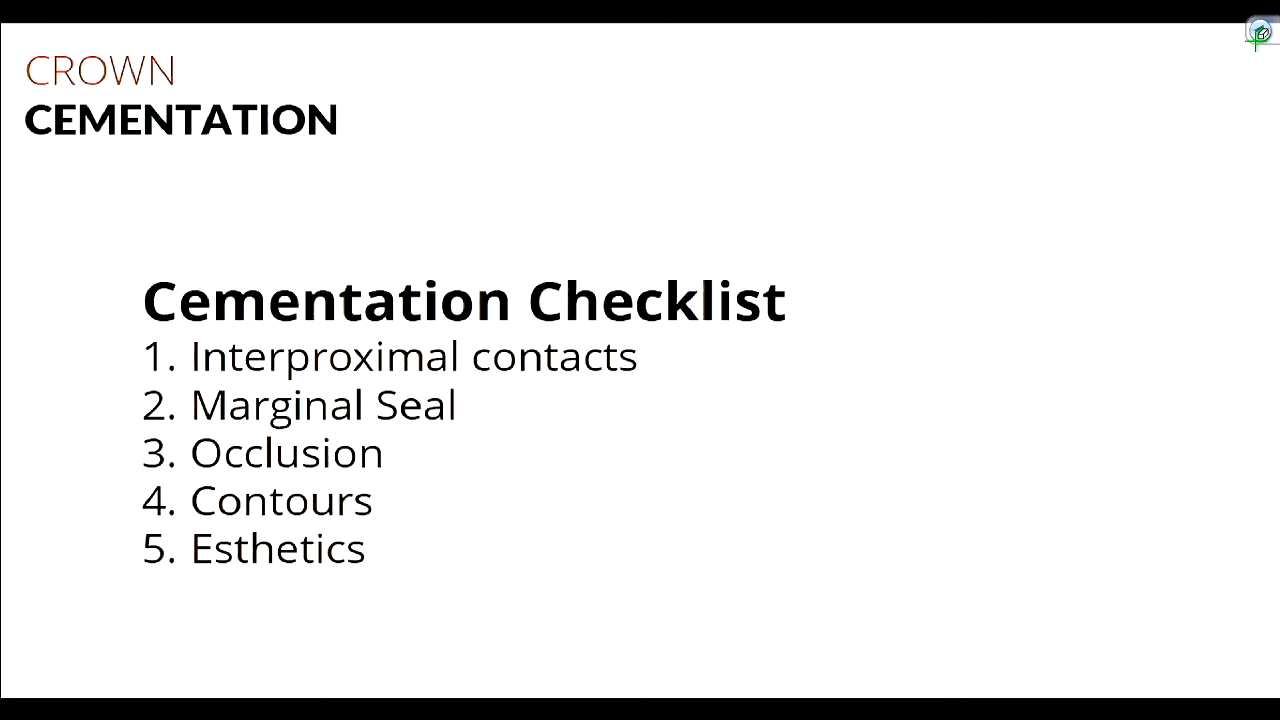 CROWN
CEMENTATION
Cementation Checklist
1. Interproximal contacts
2. Marginal Seal
3. Occlusion
4. Contours
5. Esthetics